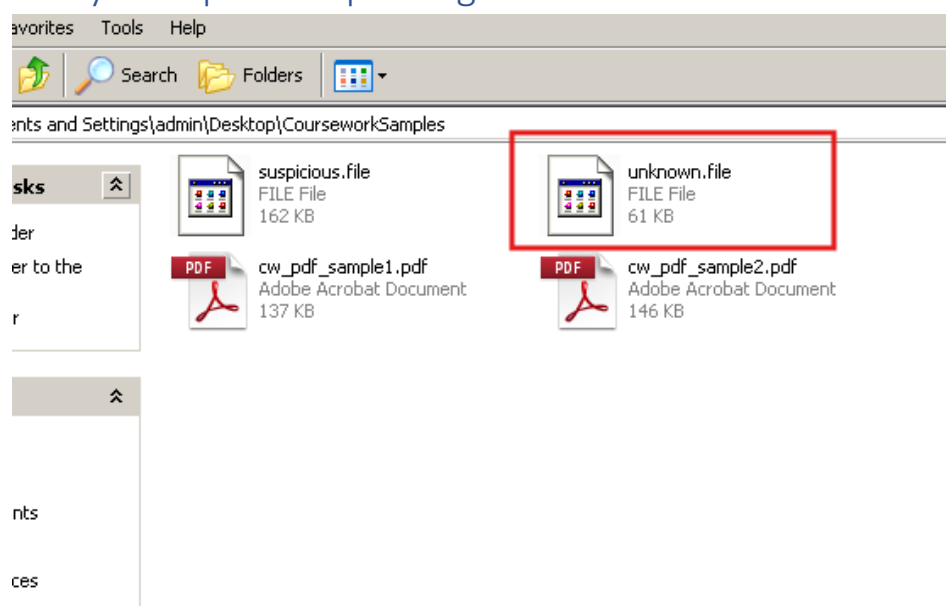 avorites Tools Help
Search Folders
ents and Settings\admin\Desktop\CourseworkSamples
sks
suspicious.file
FILE File
162 KB
unknown.file
FILE File
61 KB
der
er to the
r
PDF
cw_pdf_sample1.pdf
Adobe Acrobat Document
137 KB
PDF
cw_pdf_sample2.pdf
Adobe Acrobat Document
146 KB
nts
ces